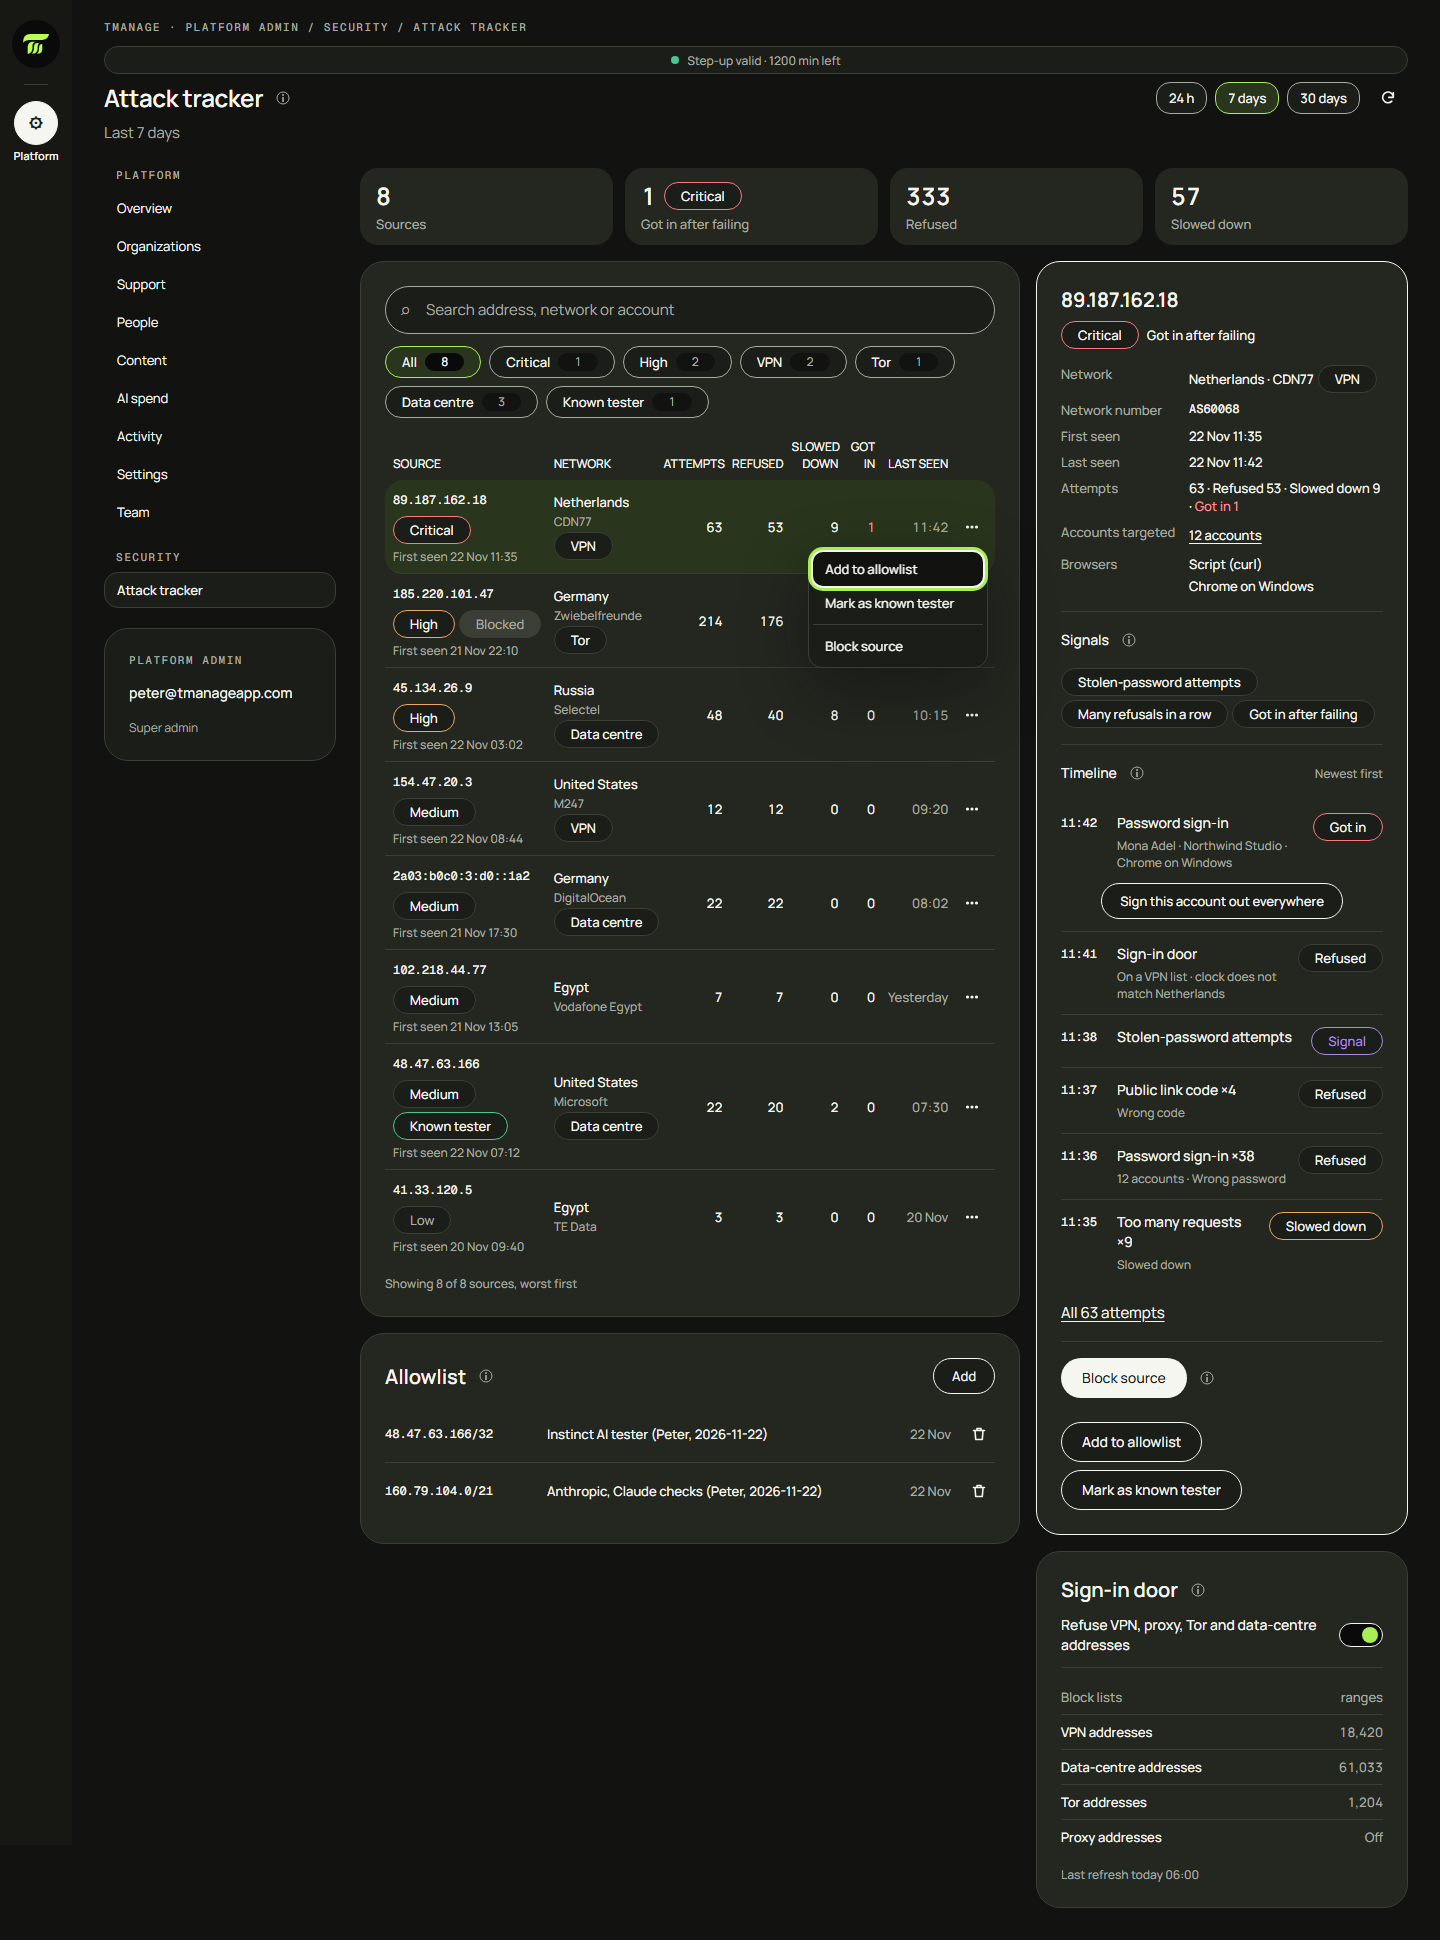 TMANAGE · PLATFORM ADMIN / SECURITY / ATTACK TRACKER
Step-up valid · 1200 min left
Attack tracker
24 h
7 days
30 days
Last 7 days
Platform
PLATFORM
Overview
Organizations
Support
People
Content
AI spend
Activity
Settings
Team
SECURITY
Attack tracker
PLATFORM ADMIN
peter@tmanageapp.com
Super admin
8
Sources
1 Critical
Got in after failing
333
Refused
57
Slowed down
Search address, network or account
All 8
Critical 1
High 2
VPN 2
Tor 1
Data centre 3
Known tester 1
SOURCE NETWORK ATTEMPTS REFUSED SLOWED DOWN GOT IN LAST SEEN
89.187.162.18
Critical
First seen 22 Nov 11:35
Netherlands
CDN77
VPN
63 53 9 1 11:42
Add to allowlist
Mark as known tester
Block source
185.220.101.47
High Blocked
First seen 21 Nov 22:10
Germany
Zwiebelfreunde
Tor
214 176
45.134.26.9
High
First seen 22 Nov 03:02
Russia
Selectel
Data centre
48 40 8 0 10:15
154.47.20.3
Medium
First seen 22 Nov 08:44
United States
M247
VPN
12 12 0 0 09:20
2a03:b0c0:3:d0::1a2
Medium
First seen 21 Nov 17:30
Germany
DigitalOcean
Data centre
22 22 0 0 08:02
102.218.44.77
Medium
First seen 21 Nov 13:05
Egypt
Vodafone Egypt
7 7 0 0 Yesterday
48.47.63.166
Medium
Known tester
First seen 22 Nov 07:12
United States
Microsoft
Data centre
22 20 2 0 07:30
41.33.120.5
Low
First seen 20 Nov 09:40
Egypt
TE Data
3 3 0 0 20 Nov
Showing 8 of 8 sources, worst first
Allowlist
Add
48.47.63.166/32 Instinct AI tester (Peter, 2026-11-22) 22 Nov
160.79.104.0/21 Anthropic, Claude checks (Peter, 2026-11-22) 22 Nov
89.187.162.18
Critical Got in after failing
Network Netherlands · CDN77 VPN
Network number AS60068
First seen 22 Nov 11:35
Last seen 22 Nov 11:42
Attempts 63 · Refused 53 · Slowed down 9
· Got in 1
Accounts targeted 12 accounts
Browsers Script (curl)
Chrome on Windows
Signals
Stolen-password attempts
Many refusals in a row
Got in after failing
Timeline
Newest first
11:42 Password sign-in Got in
Mona Adel · Northwind Studio ·
Chrome on Windows
Sign this account out everywhere
11:41 Sign-in door Refused
On a VPN list · clock does not
match Netherlands
11:38 Stolen-password attempts Signal
11:37 Public link code ×4 Refused
Wrong code
11:36 Password sign-in ×38 Refused
12 accounts · Wrong password
11:35 Too many requests Slowed down
×9
Slowed down
All 63 attempts
Block source
Add to allowlist
Mark as known tester
Sign-in door
Refuse VPN, proxy, Tor and data-centre
addresses
Block lists ranges
VPN addresses 18,420
Data-centre addresses 61,033
Tor addresses 1,204
Proxy addresses Off
Last refresh today 06:00